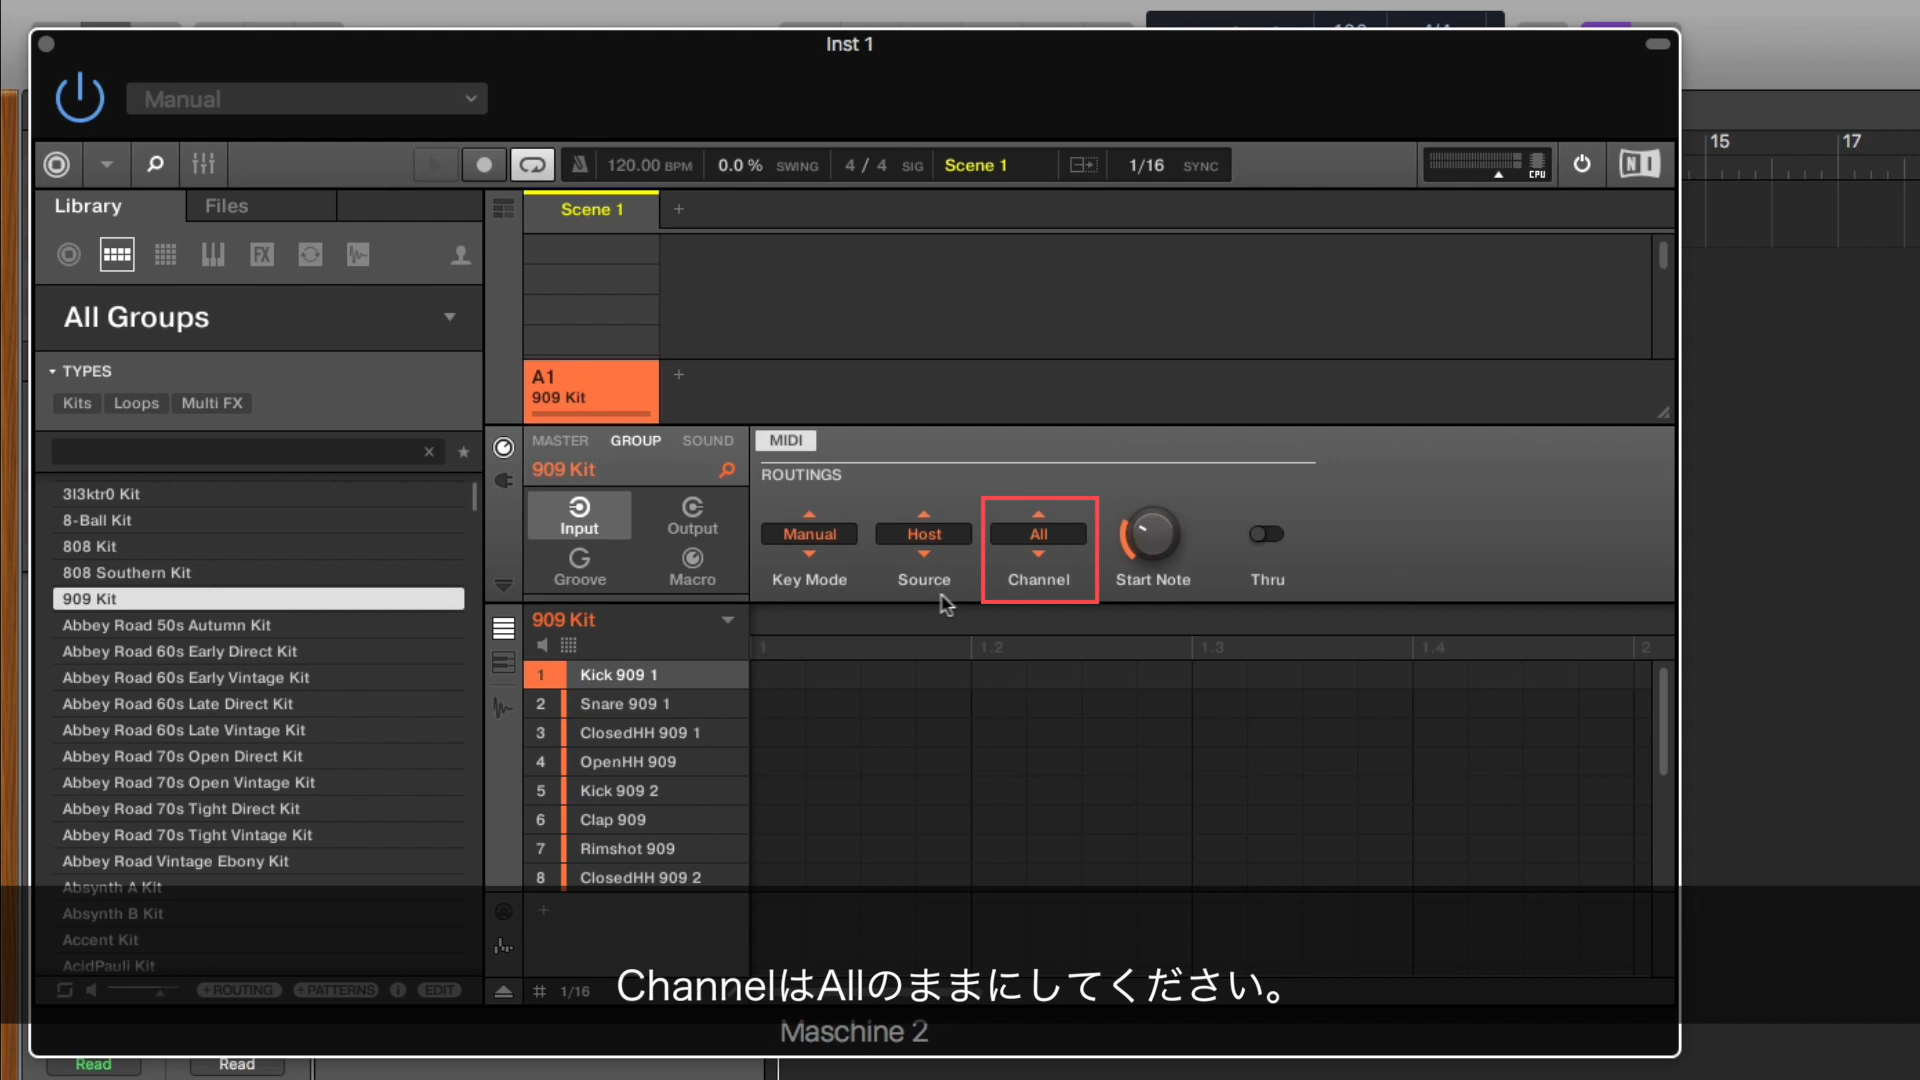 Inst 1
Manual
120.00 BPM
0.0 % SWING
4 / 4 SIG
Scene 1
1/16 SYNC
CPU
NI
15
17
Library
Files
FX
Scene 1
+
All Groups
TYPES
Kits
Loops
Multi FX
A1
909 Kit
+
MASTER
GROUP
SOUND
MIDI
909 Kit
ROUTINGS
Input
Output
Groove
Macro
Manual
Key Mode
Host
Source
All
Channel
Start Note
Thru
3l3ktr0 Kit
8-Ball Kit
808 Kit
808 Southern Kit
909 Kit
Abbey Road 50s Autumn Kit
Abbey Road 60s Early Direct Kit
Abbey Road 60s Early Vintage Kit
Abbey Road 60s Late Direct Kit
Abbey Road 60s Late Vintage Kit
Abbey Road 70s Open Direct Kit
Abbey Road 70s Open Vintage Kit
Abbey Road 70s Tight Direct Kit
Abbey Road 70s Tight Vintage Kit
Abbey Road Vintage Ebony Kit
Absynth A Kit
Absynth B Kit
Accent Kit
AcidPauli Kit
909 Kit
1
1.2
1.3
1.4
2
1 Kick 909 1
2 Snare 909 1
3 ClosedHH 909 1
4 OpenHH 909
5 Kick 909 2
6 Clap 909
7 Rimshot 909
8 ClosedHH 909 2
+
+ROUTING
+PATTERNS
EDIT
1/16
ChannelはAllのままにしてください。
Maschine 2
Read
Read